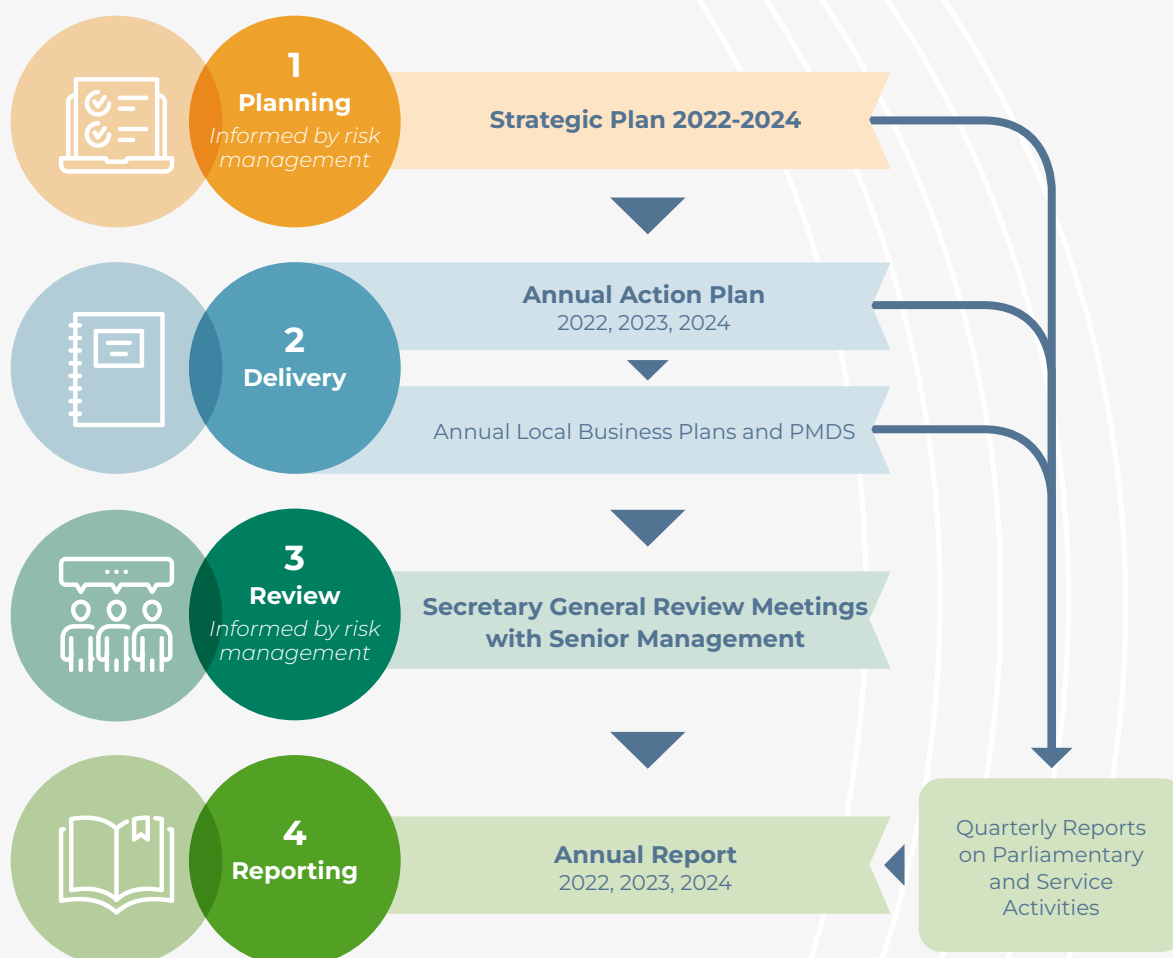 1
Planning
Informed by risk
management
Strategic Plan 2022-2024
2
Delivery
Annual Action Plan
2022, 2023, 2024
Annual Local Business Plans and PMDS
3
Review
Informed by risk
management
Secretary General Review Meetings
with Senior Management
4
Reporting
Annual Report
2022, 2023, 2024
Quarterly Reports
on Parliamentary
and Service
Activities